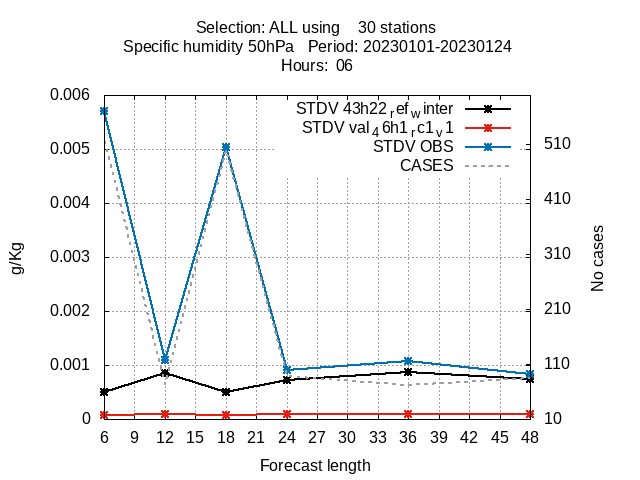 Selection: ALL using    30 stations
Specific humidity 50hPa   Period: 20230101-20230124
Hours:  06
0.006
0.005
0.004
0.003
0.002
0.001
0
g/Kg
STDV 43h22ref winter
STDV val46h1rc1v1
STDV OBS
CASES
510
410
310
210
110
10
No cases
6 9 12 15 18 21 24 27 30 33 36 39 42 45 48
Forecast length